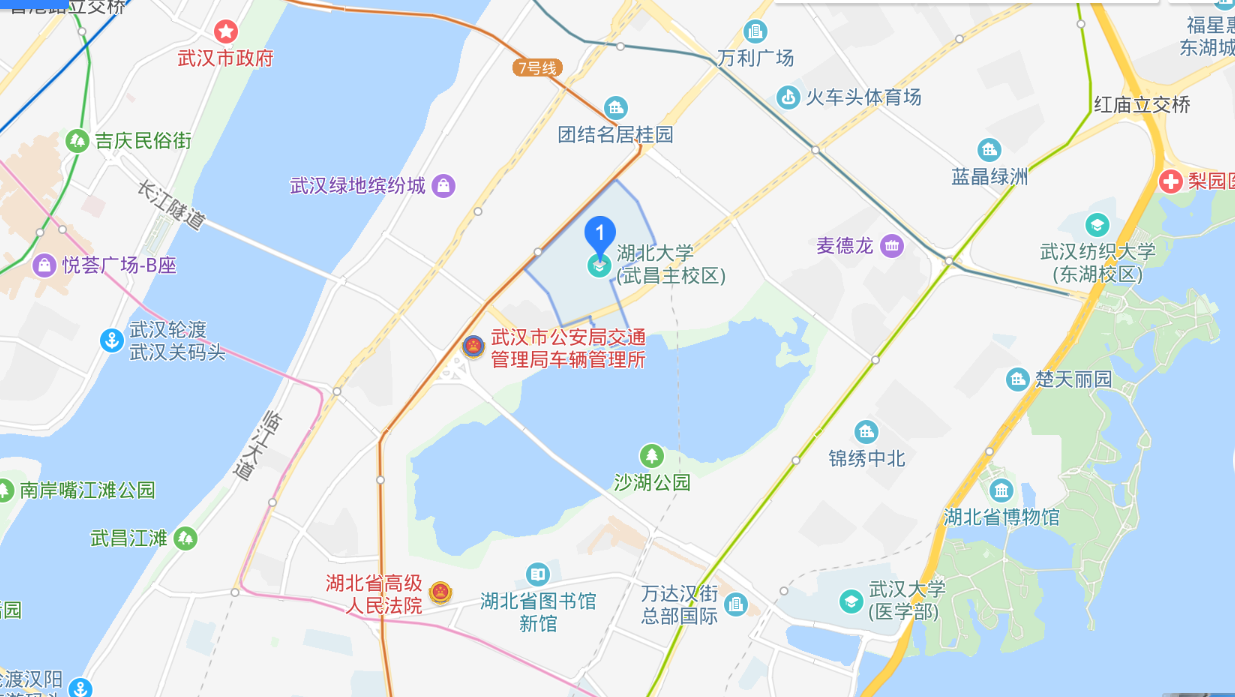 立交桥
武汉市政府
万利广场
福星惠
东湖城
7号线
火车头体育场
红庙立交桥
团结名居桂园
吉庆民俗街
蓝晶绿洲
武汉绿地缤纷城
长江隧道
梨园医
1
湖北大学
(武昌主校区)
麦德龙
武汉纺织大学
(东湖校区)
悦荟广场-B座
武汉轮渡
武汉关码头
武汉市公安局交通
管理局车辆管理所
楚天丽园
临江大道
锦绣中北
沙湖公园
南岸嘴江滩公园
湖北省博物馆
武昌江滩
湖北省高级
人民法院
湖北省图书馆
新馆
万达汉街
总部国际
武汉大学
(医学部)
园
渡汉阳